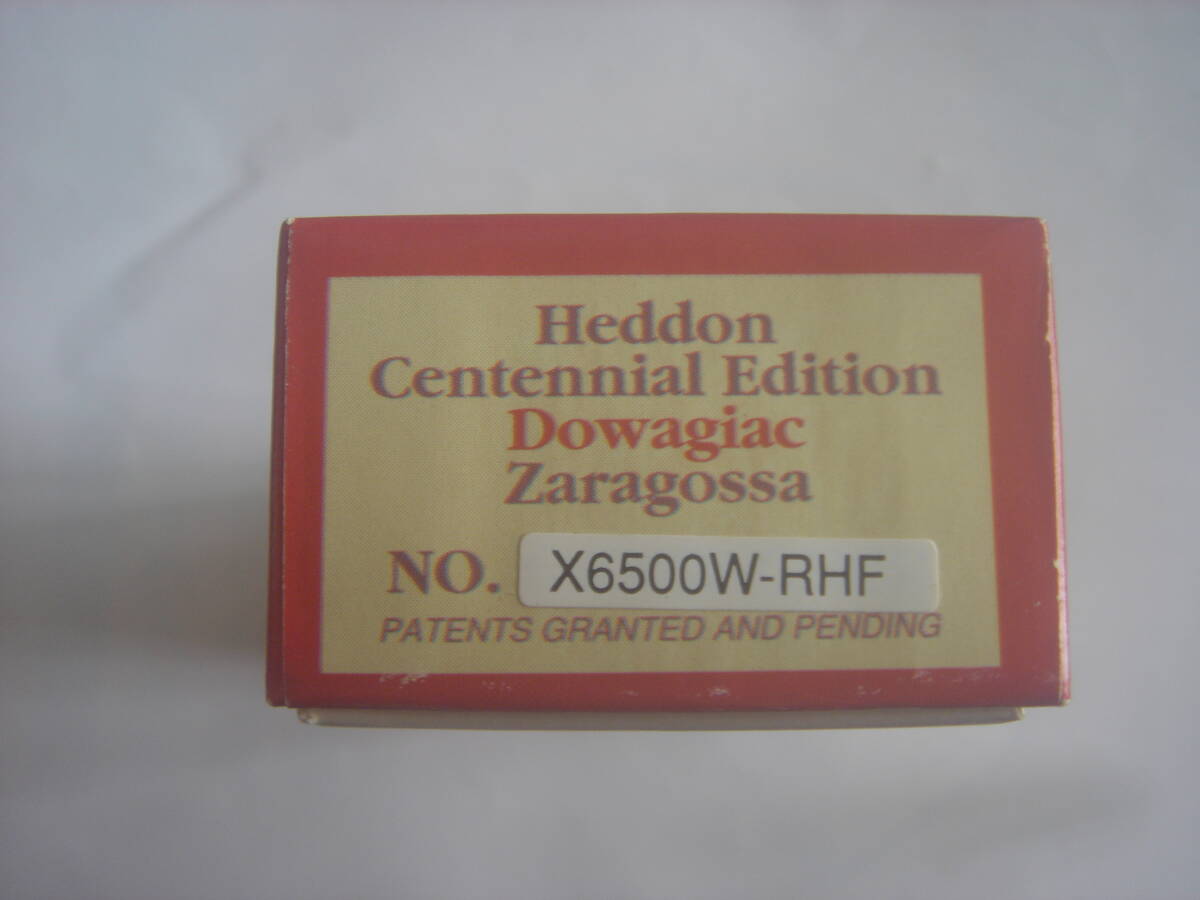 Heddon
Centennial Edition
Dowagiac
Zaragossa
NO. X6500W-RHF
PATENTS GRANTED AND PENDING